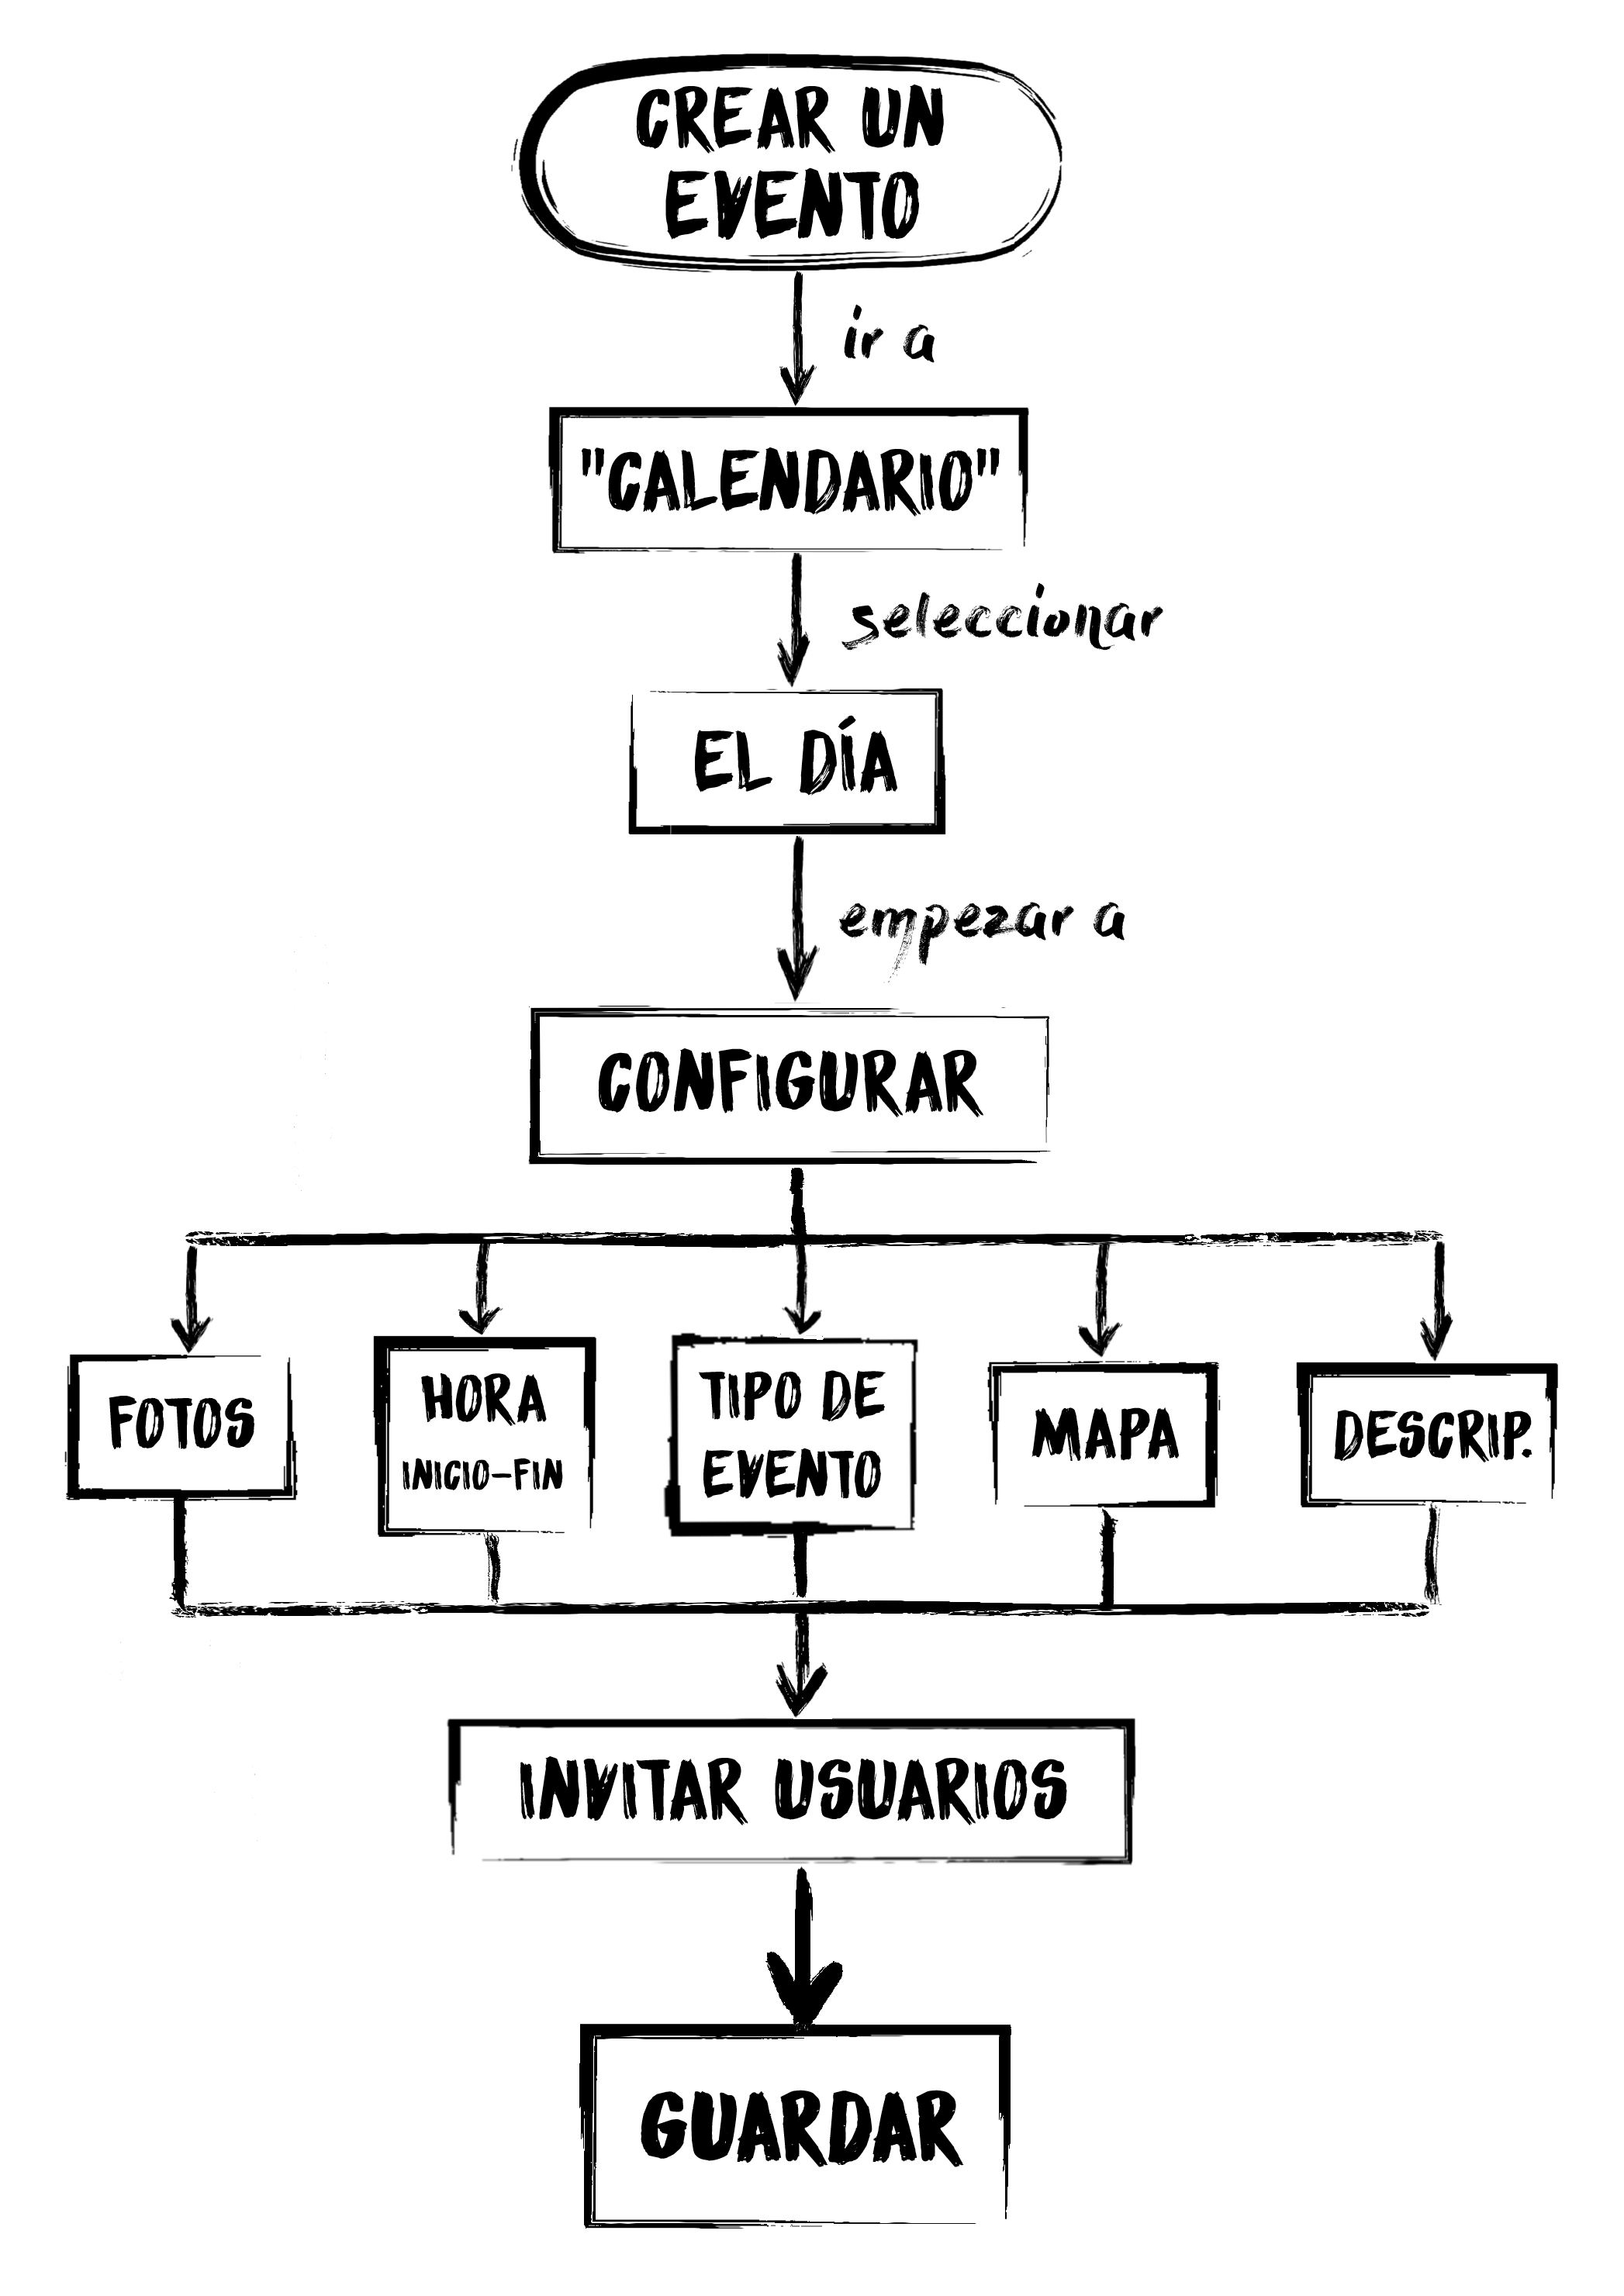 CREAR UN
EVENTO
ir a
"CALENDARIO"
seleccionar
EL DÍA
empezar a
CONFIGURAR
FOTOS
HORA
INICIO-FIN
TIPO DE
EVENTO
MAPA
DESCRIP.
INVITAR USUARIOS
GUARDAR